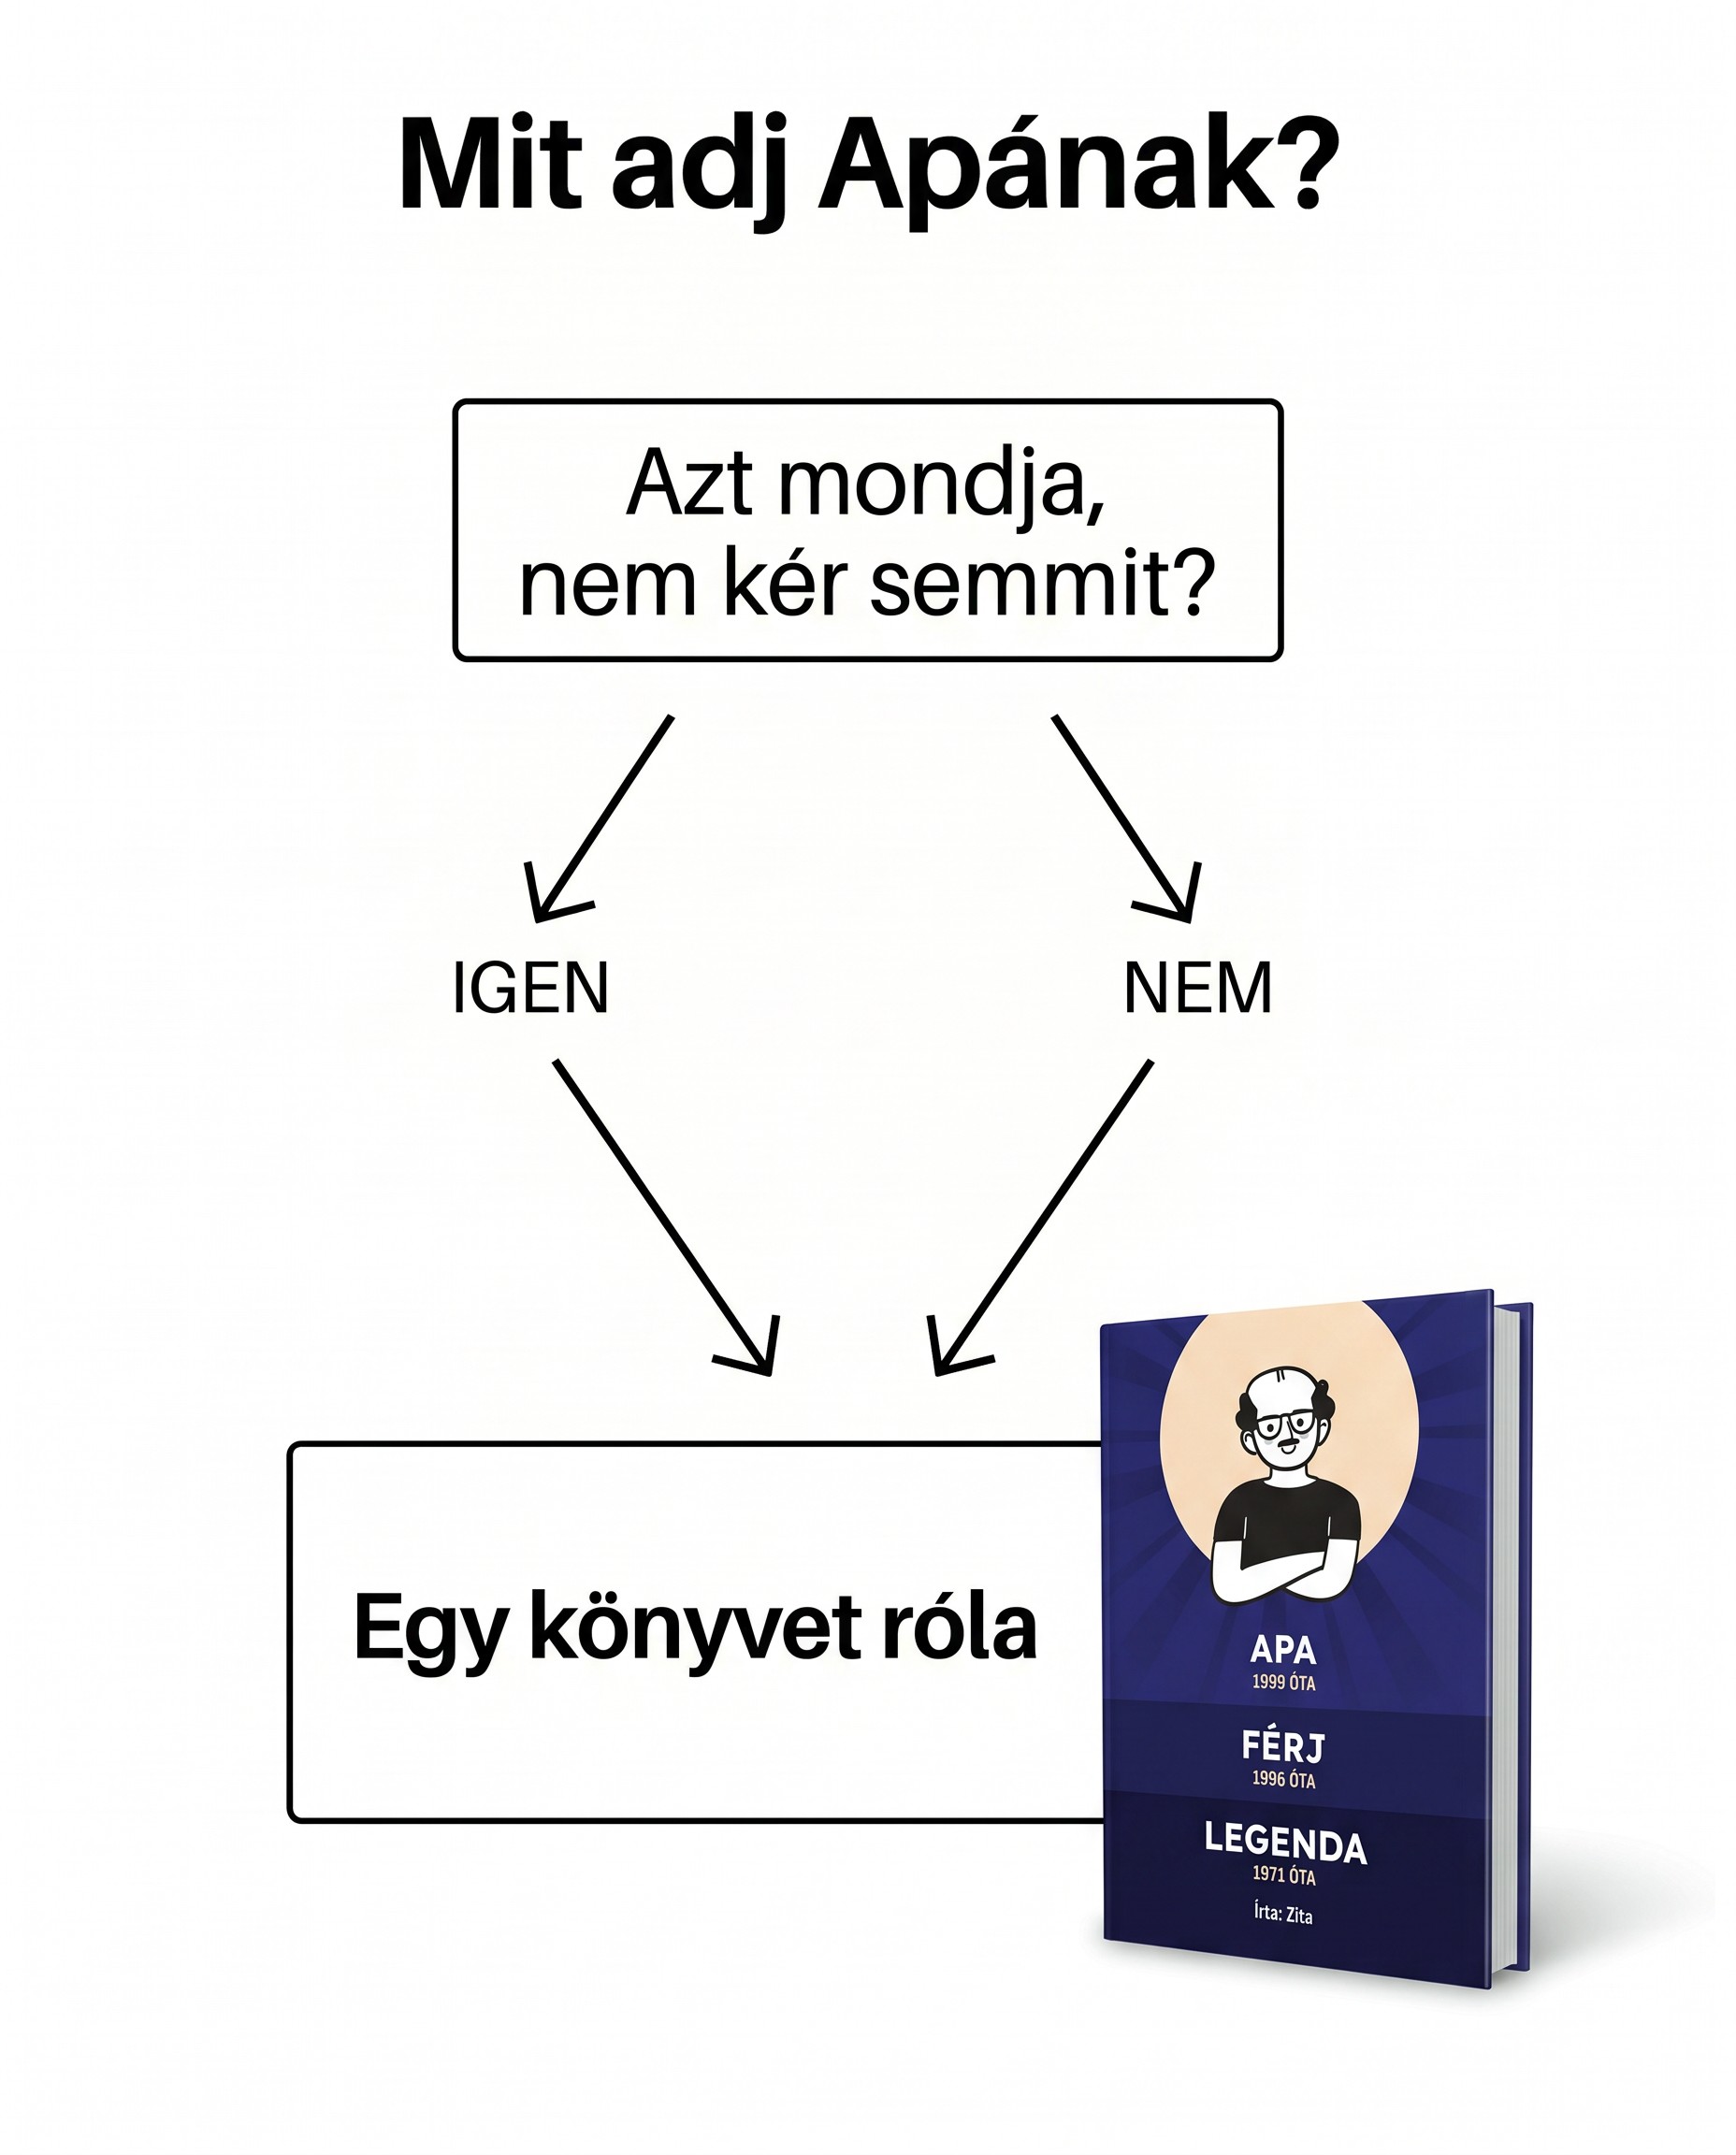 Mit adj Apának?
Azt mondja,
nem kér semmit?
IGEN
NEM
Egy könyvet róla
APA
1999 ÓTA
FÉRJ
1996 ÓTA
LEGENDA
1971 ÓTA
Írta: Zita